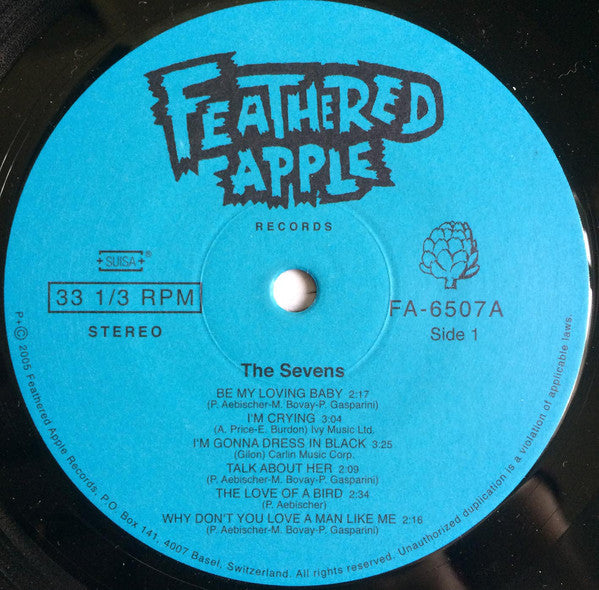 FEATHERED
APPLE
RECORDS
+SUISA+®
33 1/3 RPM
STEREO
FA-6507A
Side 1
The Sevens
BE MY LOVING BABY 2:17
(P. Aebischer-M. Bovay-P. Gasparini)
I'M CRYING 3:04
(A. Price-E. Burdon) Ivy Music Ltd.
I'M GONNA DRESS IN BLACK 3:25
(Gilon) Carlin Music Corp.
TALK ABOUT HER 2:09
(P. Aebischer-M. Bovay-P. Gasparini)
THE LOVE OF A BIRD 2:34
(P. Aebischer)
WHY DON'T YOU LOVE A MAN LIKE ME 2:16
(P. Aebischer-M. Bovay-P. Gasparini)
P+© 2005 Feathered Apple Records, P.O. Box 141, 4007 Basel, Switzerland. All rights reserved. Unauthorized duplication is a violation of applicable laws.